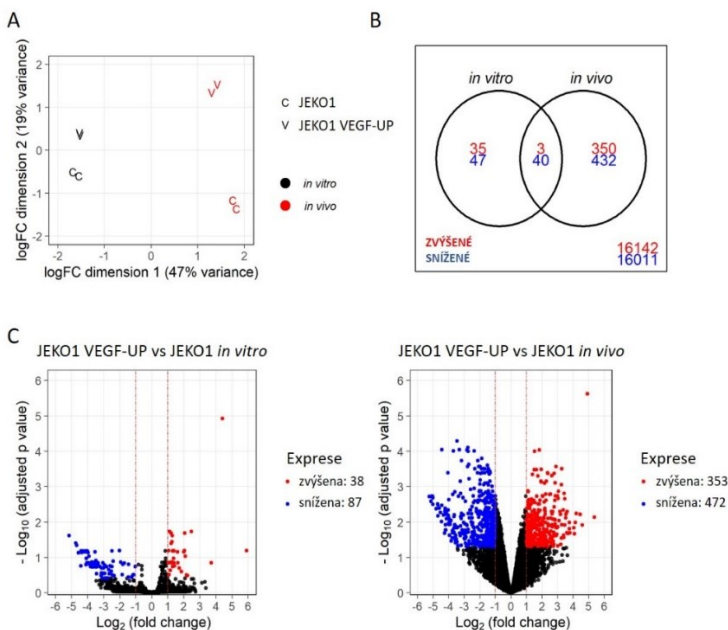 A
2
1
0
-1
-2
-2
-1
0
1
2
logFC dimension 2 (19% variance)
logFC dimension 1 (47% variance)
V
V
V
CC
C
C
C JEKO1
V JEKO1 VEGF-UP
in vitro
in vivo
B
in vitro
in vivo
35
47
3
40
350
432
ZVÝŠENÉ
SNÍŽENÉ
16142
16011
C
JEKO1 VEGF-UP vs JEKO1 in vitro
6
5
4
3
2
1
0
-6 -5 -4 -3 -2 -1 0 1 2 3 4 5 6
- Log10 (adjusted p value)
Log2 (fold change)
Exprese
zvýšena: 38
snížena: 87
JEKO1 VEGF-UP vs JEKO1 in vivo
6
5
4
3
2
1
0
-6 -5 -4 -3 -2 -1 0 1 2 3 4 5 6
- Log10 (adjusted p value)
Log2 (fold change)
Exprese
zvýšena: 353
snížena: 472